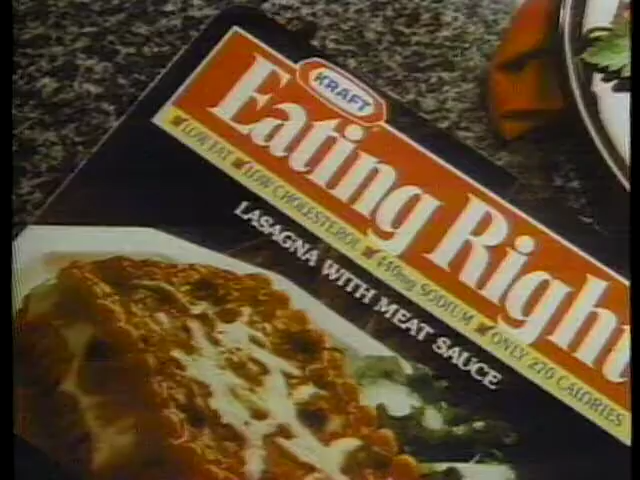 KRAFT
Eating Right
LOW FAT LOW CHOLESTEROL 440mg SODIUM ONLY 270 CALORIES
LASAGNA WITH MEAT SAUCE